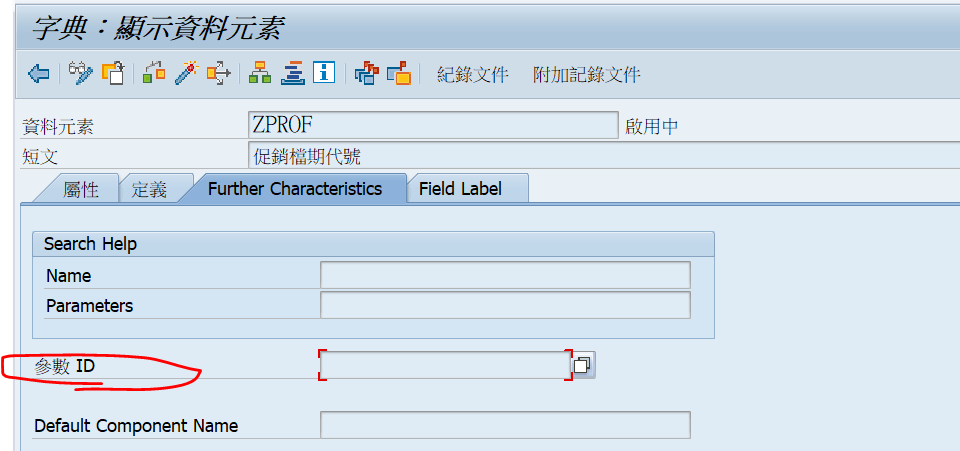 字典：顯示資料元素
紀錄文件 附加記錄文件
資料元素 ZPROF 啟用中
短文 促銷檔期代號
屬性 定義 Further Characteristics Field Label
Search Help
Name
Parameters
參數 ID
Default Component Name